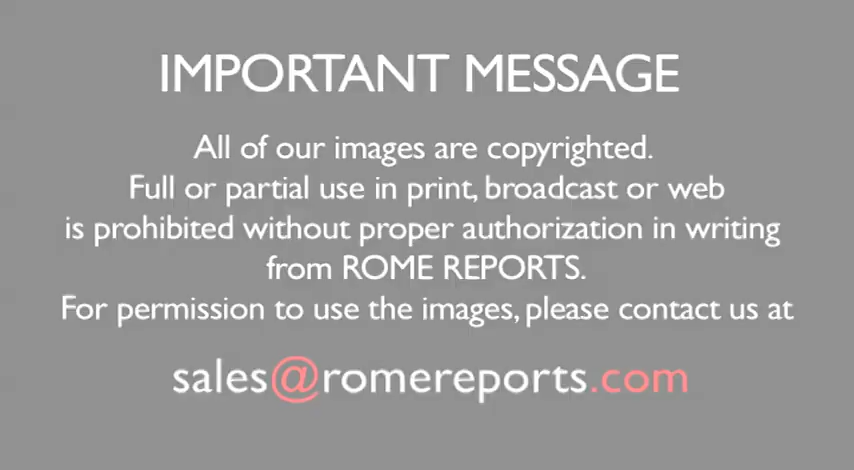 IMPORTANT MESSAGE
All of our images are copyrighted.
Full or partial use in print, broadcast or web
is prohibited without proper authorization in writing
from ROME REPORTS.
For permission to use the images, please contact us at
sales@romereports.com